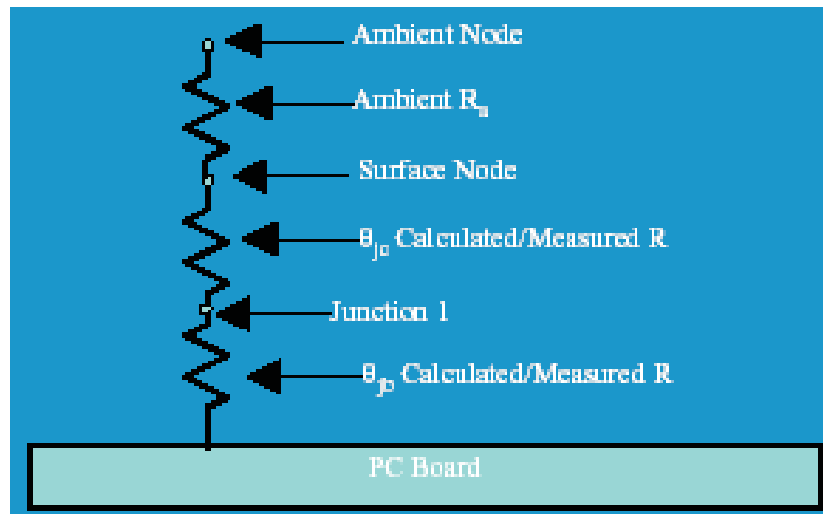 Ambient Node
Ambient Rₐ
Surface Node
θjc Calculated/Measured R
Junction 1
θjb Calculated/Measured R
PC Board